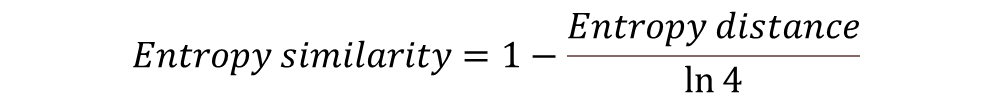 Entropy similarity = 1 − Entropy distance / ln 4